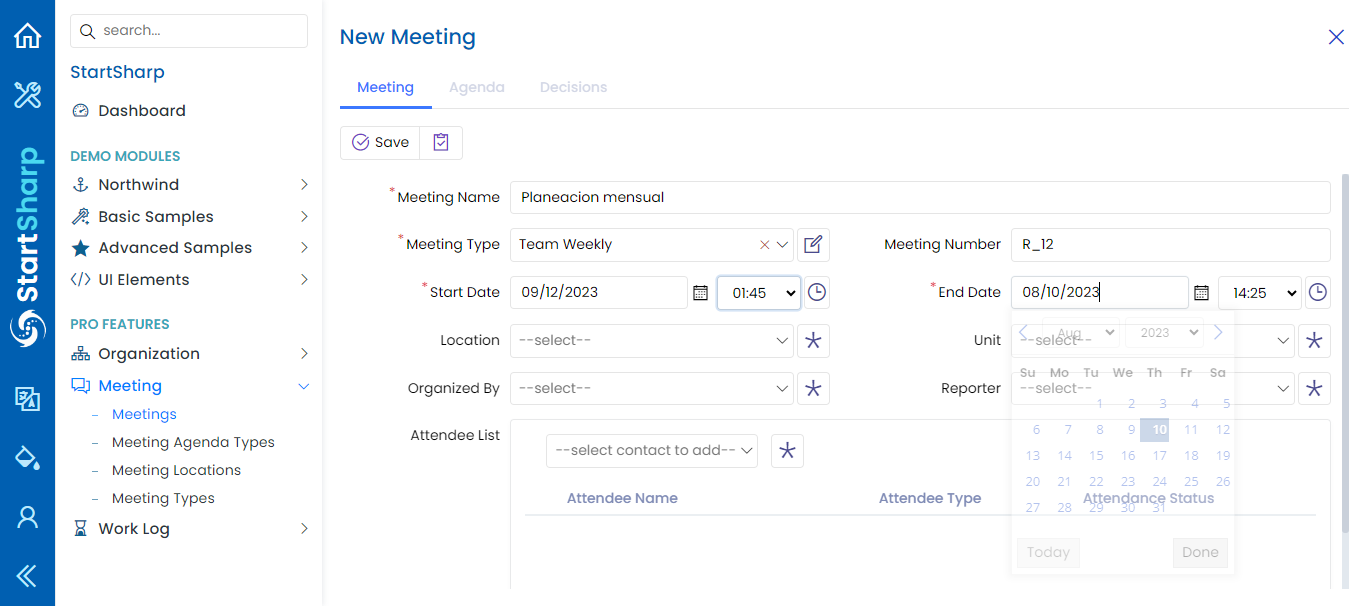 search...
StartSharp
Dashboard
DEMO MODULES
Northwind
Basic Samples
Advanced Samples
UI Elements
PRO FEATURES
Organization
Meeting
Meetings
Meeting Agenda Types
Meeting Locations
Meeting Types
Work Log
StartSharp
New Meeting
Meeting Agenda Decisions
Save
*Meeting Name Planeacion mensual
*Meeting Type Team Weekly Meeting Number R_12
*Start Date 09/12/2023 01:45 *End Date 08/10/2023 14:25
Location --select-- Unit --select--
Organized By --select-- Reporter --select--
Attendee List
--select contact to add--
Attendee Name Attendee Type Attendance Status
Aug 2023
Su Mo Tu We Th Fr Sa
1 2 3 4 5
6 7 8 9 10 11 12
13 14 15 16 17 18 19
20 21 22 23 24 25 26
27 28 29 30 31
Today Done